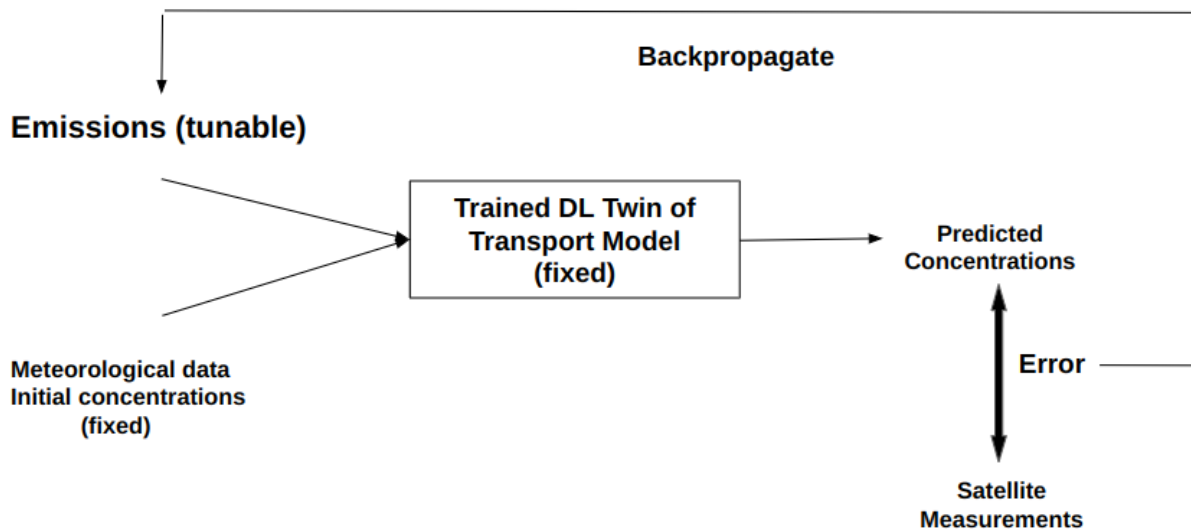 Backpropagate
Emissions (tunable)
Trained DL Twin of
Transport Model
(fixed)
Predicted
Concentrations
Meteorological data
Initial concentrations
(fixed)
Error
Satellite
Measurements